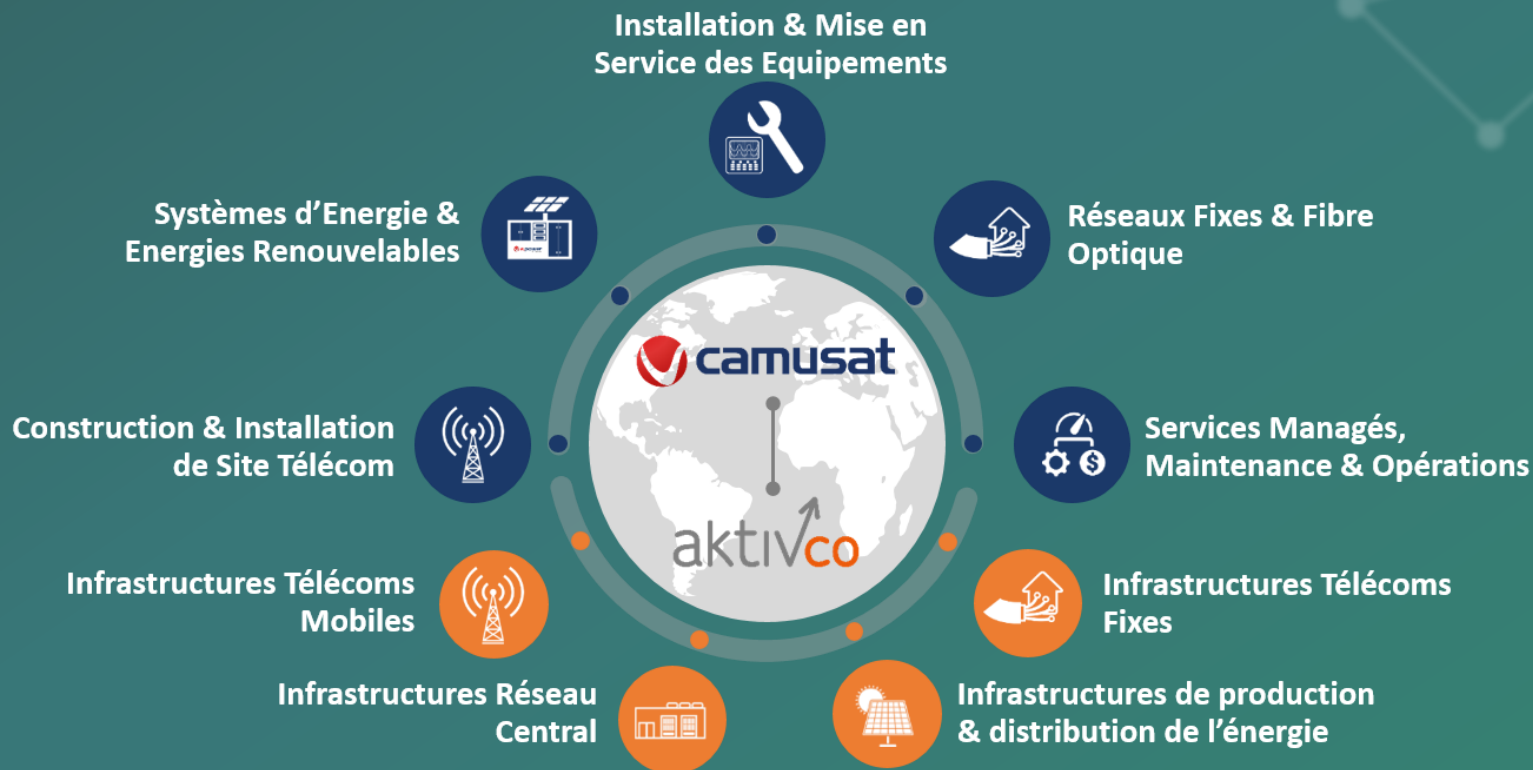 Installation & Mise en
Service des Equipements
Systèmes d’Energie &
Energies Renouvelables
Réseaux Fixes & Fibre
Optique
camusat
Construction & Installation
de Site Télécom
Services Managés,
Maintenance & Opérations
aktivco
Infrastructures Télécoms
Mobiles
Infrastructures Télécoms
Fixes
Infrastructures Réseau
Central
Infrastructures de production
& distribution de l’énergie